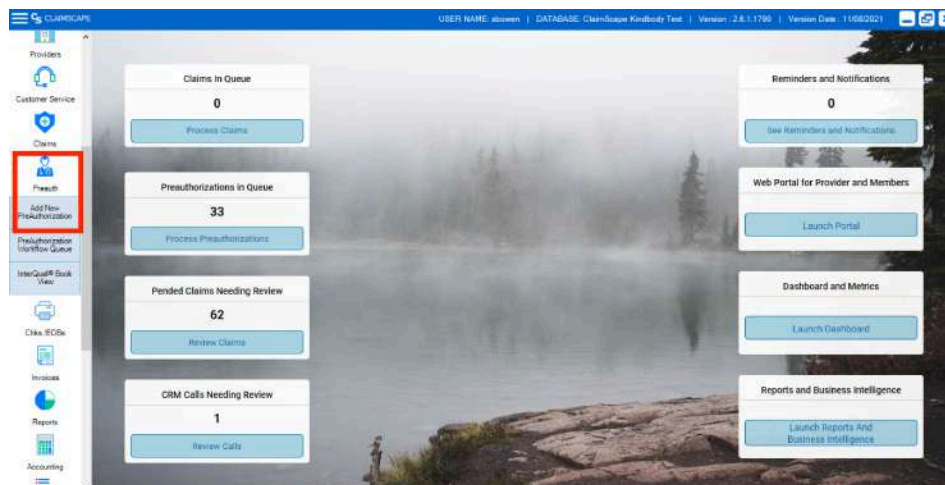 CS CLAIMSCAPE
USER NAME: abowen | DATABASE: ClaimScape Kindbody Test | Version : 2.8.1.1790 | Version Date : 11/08/2021
Providers
Customer Service
Claims
Preauth
Add New
PreAuthorization
PreAuthorization
Workflow Queue
InterQual® Book
View
Chks /EOBs
Invoices
Reports
Accounting
Claims In Queue
0
Process Claims
Preauthorizations in Queue
33
Process Preauthorizations
Pended Claims Needing Review
62
Review Claims
CRM Calls Needing Review
1
Review Calls
Reminders and Notifications
0
See Reminders and Notifications
Web Portal for Provider and Members
Launch Portal
Dashboard and Metrics
Launch Dashboard
Reports and Business Intelligence
Launch Reports And
Business Intelligence